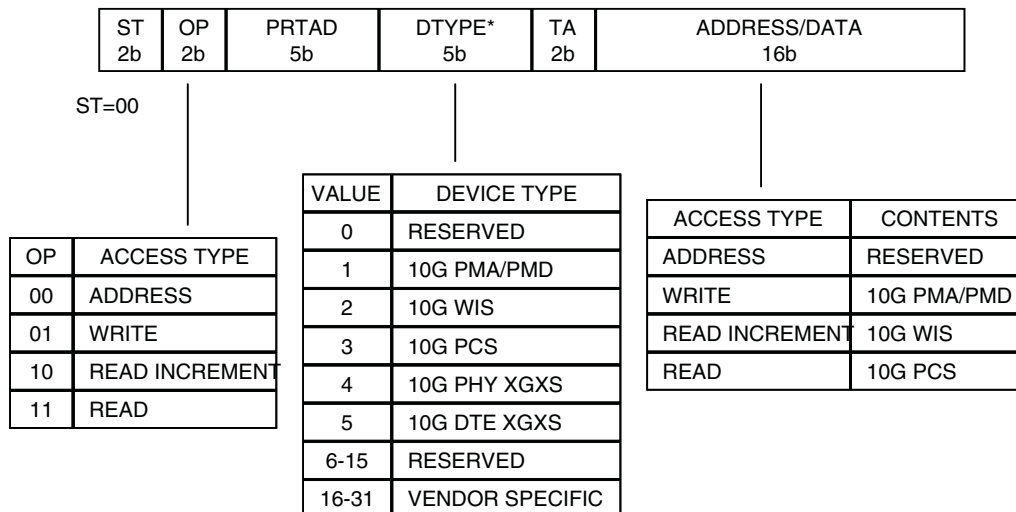 ST OP PRTAD DTYPE* TA ADDRESS/DATA
2b 2b 5b 5b 2b 16b
ST=00
OP ACCESS TYPE
00 ADDRESS
01 WRITE
10 READ INCREMENT
11 READ
VALUE DEVICE TYPE
0 RESERVED
1 10G PMA/PMD
2 10G WIS
3 10G PCS
4 10G PHY XGXS
5 10G DTE XGXS
6-15 RESERVED
16-31 VENDOR SPECIFIC
ACCESS TYPE CONTENTS
ADDRESS RESERVED
WRITE 10G PMA/PMD
READ INCREMENT 10G WIS
READ 10G PCS